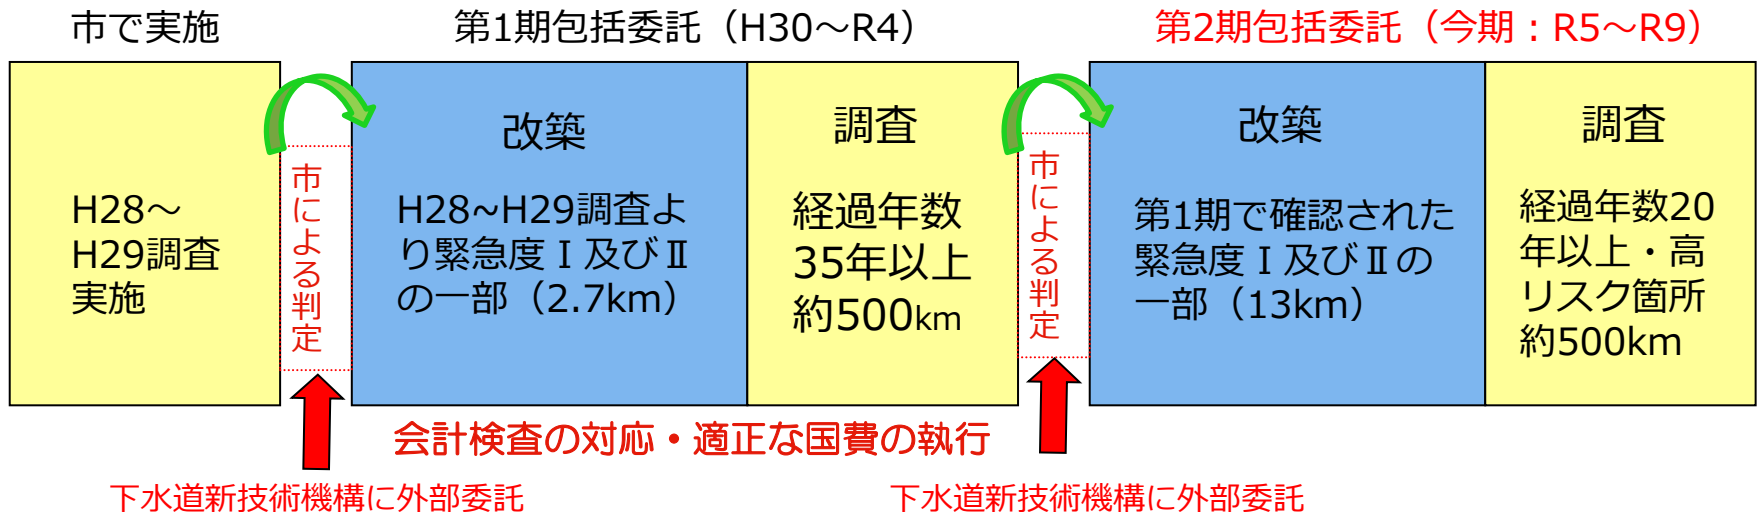 市で実施
第1期包括委託（H30～R4）
第2期包括委託（今期：R5～R9）
H28～
H29調査
実施
市による判定
改築
H28~H29調査よ
り緊急度Ⅰ及びⅡ
の一部（2.7km）
調査
経過年数
35年以上
約500km
市による判定
改築
第1期で確認された
緊急度Ⅰ及びⅡの
一部（13km）
調査
経過年数20
年以上・高
リスク箇所
約500km
会計検査の対応・適正な国費の執行
下水道新技術機構に外部委託
下水道新技術機構に外部委託